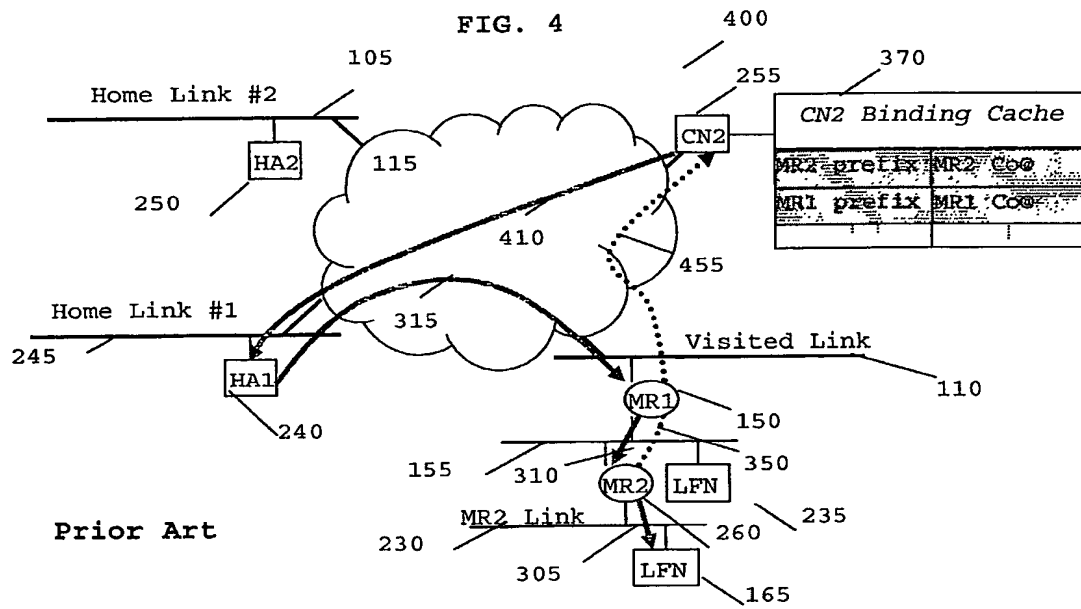 FIG. 4
400
105
255
370
Home Link #2
CN2
CN2 Binding Cache
HA2
115
MR2 prefix MR2 Co@
MR1 prefix MR1 Co@
250
410
455
Home Link #1
315
245
Visited Link
HA1
MR1
150
110
240
155
310
350
MR2
LFN
235
Prior Art
MR2 Link
260
230
305
LFN
165